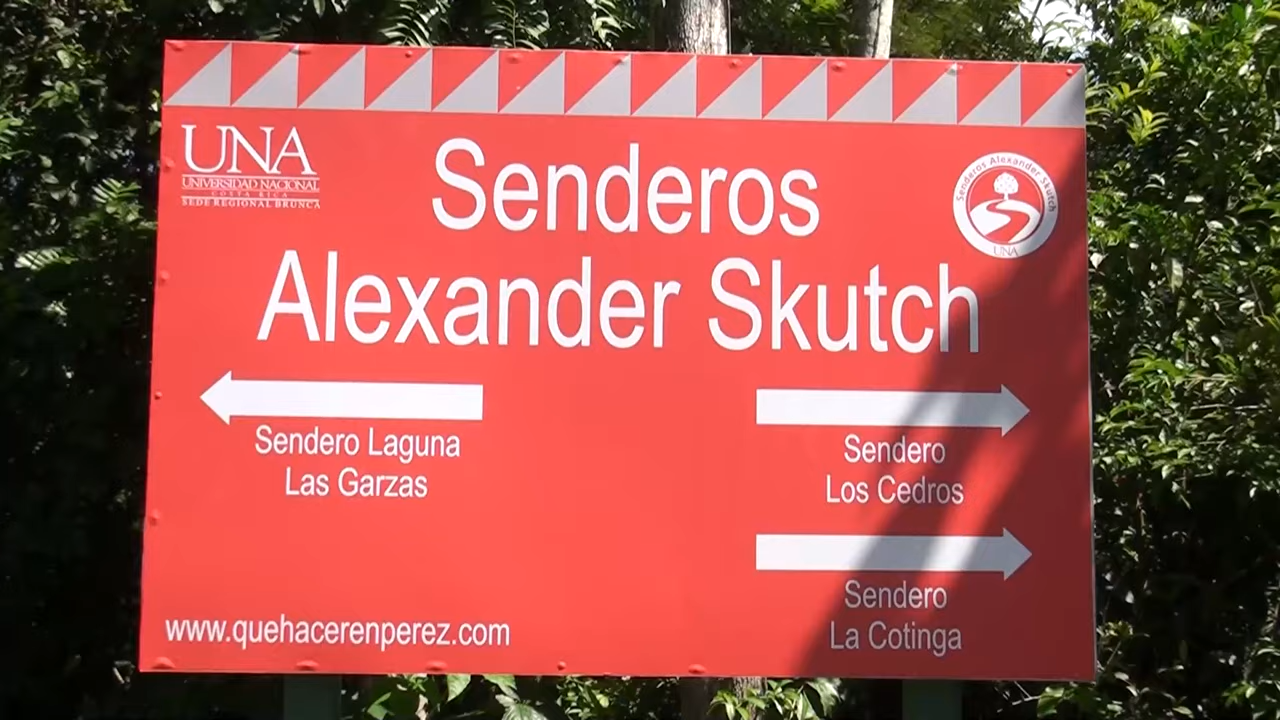 UNA
UNIVERSIDAD NACIONAL
COSTA RICA
SEDE REGIONAL BRUNCA
Senderos
Alexander Skutch
Senderos Alexander Skutch
UNA
Sendero Laguna
Las Garzas
Sendero
Los Cedros
Sendero
La Cotinga
www.quehacerenperez.com